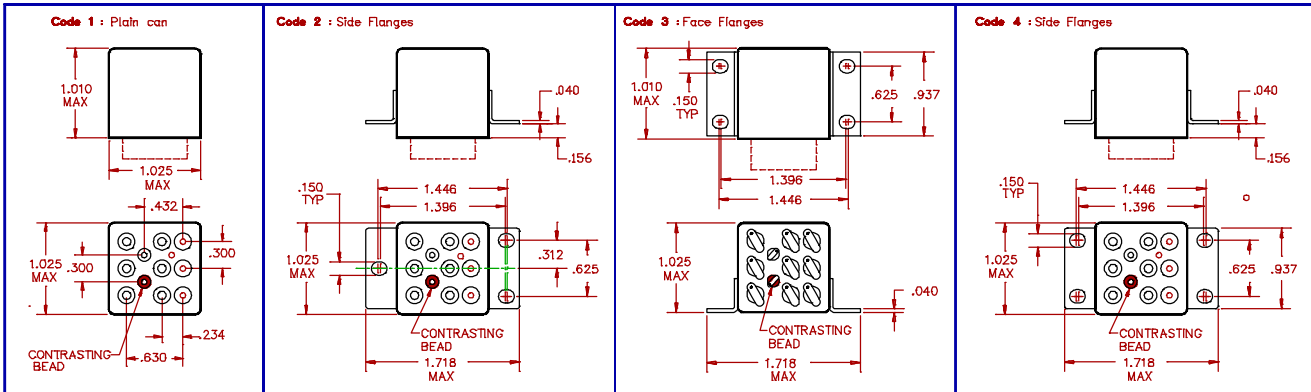 Code 1 : Plain can
1.010
MAX
1.025
MAX
.432
1.025
MAX
.300
.300
.234
.630
CONTRASTING
BEAD
Code 2 : Side Flanges
.040
.156
.150
TYP
1.446
1.396
1.025
MAX
.312
.625
CONTRASTING
BEAD
1.718
MAX
Code 3 : Face Flanges
1.010
MAX
.150
TYP
.625
.937
1.396
1.446
1.025
MAX
.040
CONTRASTING
BEAD
1.718
MAX
Code 4 : Side Flanges
.040
.156
.150
TYP
1.446
1.396
1.025
MAX
.625
.937
CONTRASTING
BEAD
1.718
MAX